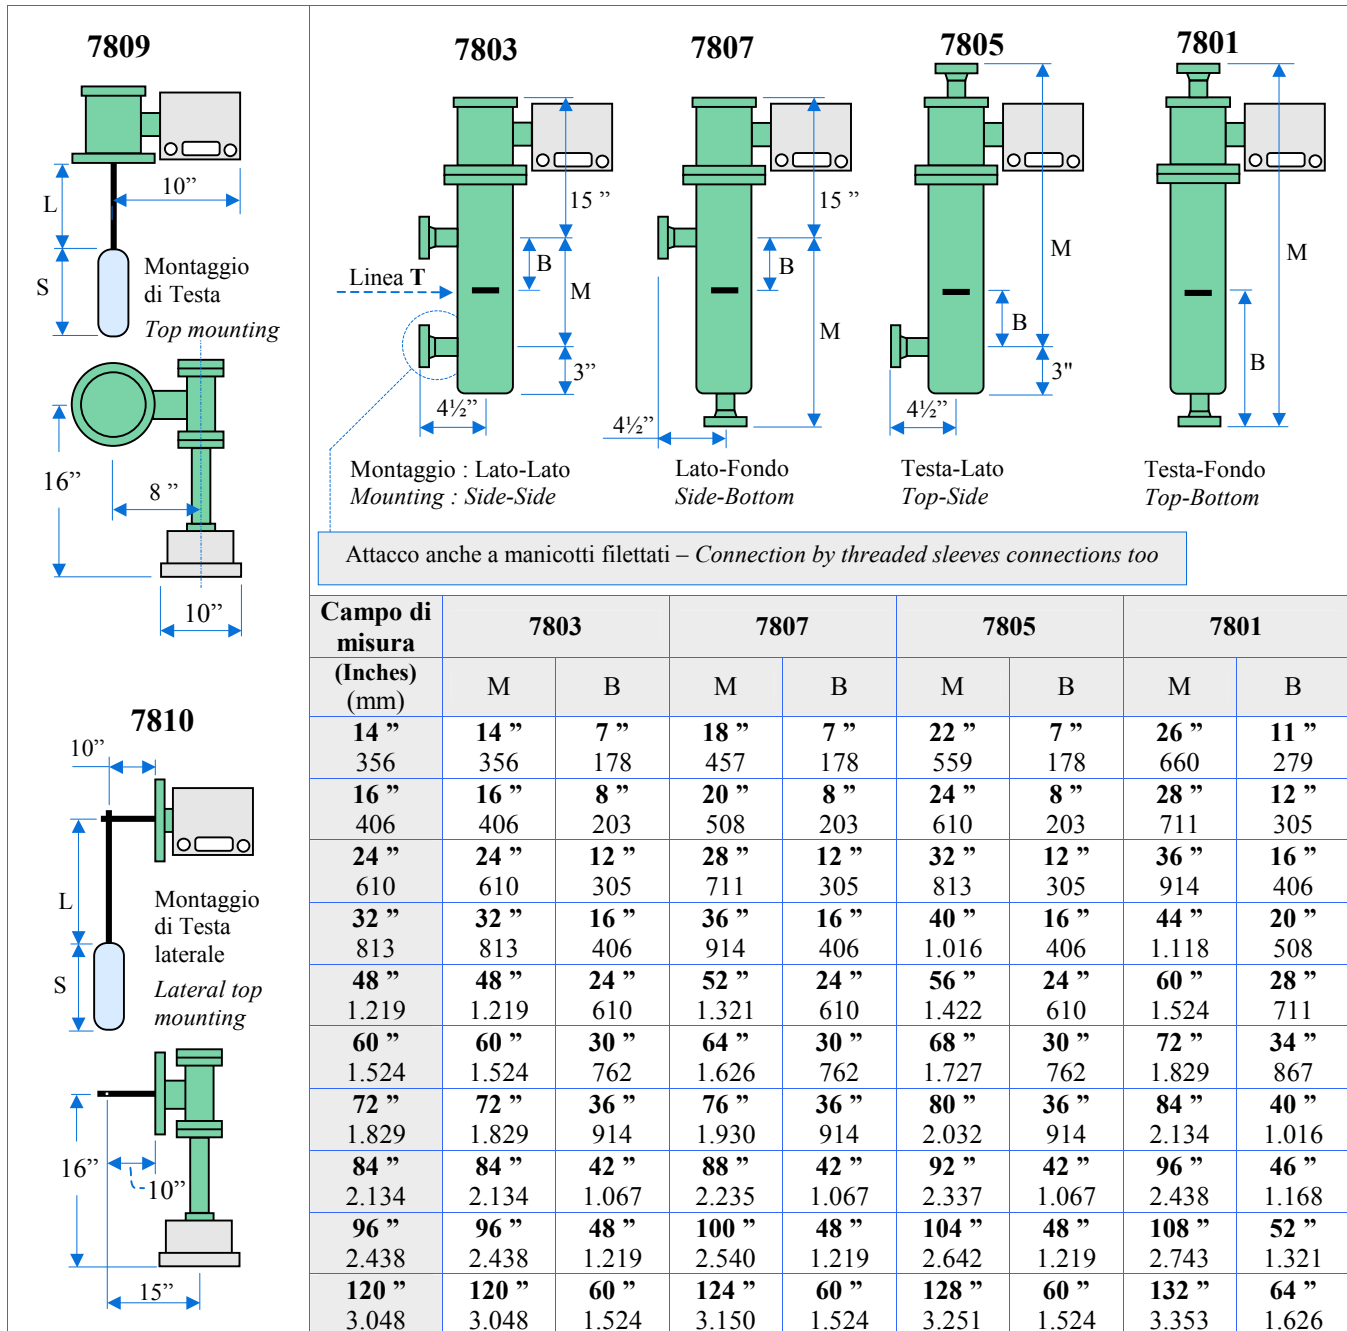 7809
10”
L
S
Montaggio
di Testa
Top mounting
16”
8 ”
10”
7810
10”
L
S
Montaggio
di Testa
laterale
Lateral top
mounting
16”
10”
15”
7803
7807
7805
7801
15 ”
B
M
Linea T
3”
4½”
15 ”
B
M
4½”
M
B
3"
4½”
M
B
Montaggio : Lato-Lato
Mounting : Side-Side
Lato-Fondo
Side-Bottom
Testa-Lato
Top-Side
Testa-Fondo
Top-Bottom
Attacco anche a manicotti filettati – Connection by threaded sleeves connections too
Campo di misura 7803 7807 7805 7801
(Inches) (mm) M B M B M B M B
14 ” 14 ” 7 ” 18 ” 7 ” 22 ” 7 ” 26 ” 11 ”
356 356 178 457 178 559 178 660 279
16 ” 16 ” 8 ” 20 ” 8 ” 24 ” 8 ” 28 ” 12 ”
406 406 203 508 203 610 203 711 305
24 ” 24 ” 12 ” 28 ” 12 ” 32 ” 12 ” 36 ” 16 ”
610 610 305 711 305 813 305 914 406
32 ” 32 ” 16 ” 36 ” 16 ” 40 ” 16 ” 44 ” 20 ”
813 813 406 914 406 1.016 406 1.118 508
48 ” 48 ” 24 ” 52 ” 24 ” 56 ” 24 ” 60 ” 28 ”
1.219 1.219 610 1.321 610 1.422 610 1.524 711
60 ” 60 ” 30 ” 64 ” 30 ” 68 ” 30 ” 72 ” 34 ”
1.524 1.524 762 1.626 762 1.727 762 1.829 867
72 ” 72 ” 36 ” 76 ” 36 ” 80 ” 36 ” 84 ” 40 ”
1.829 1.829 914 1.930 914 2.032 914 2.134 1.016
84 ” 84 ” 42 ” 88 ” 42 ” 92 ” 42 ” 96 ” 46 ”
2.134 2.134 1.067 2.235 1.067 2.337 1.067 2.438 1.168
96 ” 96 ” 48 ” 100 ” 48 ” 104 ” 48 ” 108 ” 52 ”
2.438 2.438 1.219 2.540 1.219 2.642 1.219 2.743 1.321
120 ” 120 ” 60 ” 124 ” 60 ” 128 ” 60 ” 132 ” 64 ”
3.048 3.048 1.524 3.150 1.524 3.251 1.524 3.353 1.626